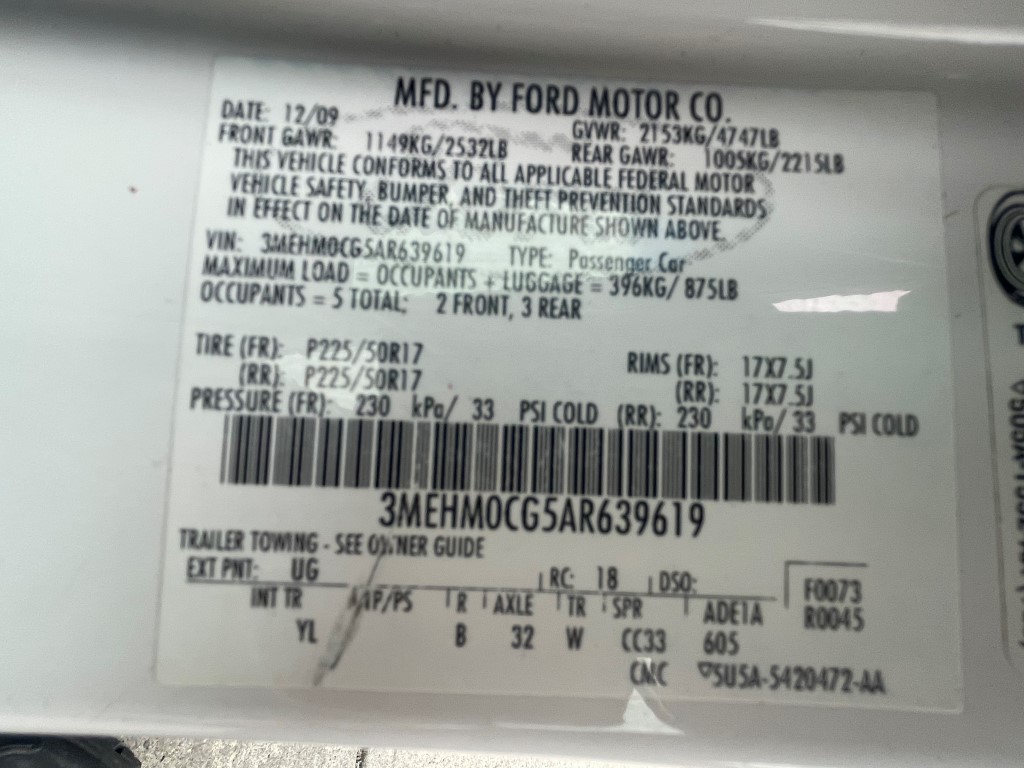 MFD. BY FORD MOTOR CO.
DATE: 12/09 GVWR: 2153KG/4747LB
FRONT GAWR: 1149KG/2532LB REAR GAWR: 1005KG/2215LB
THIS VEHICLE CONFORMS TO ALL APPLICABLE FEDERAL MOTOR
VEHICLE SAFETY, BUMPER, AND THEFT PREVENTION STANDARDS
IN EFFECT ON THE DATE OF MANUFACTURE SHOWN ABOVE.
VIN: 3MEHM0CG5AR639619 TYPE: Passenger Car
MAXIMUM LOAD = OCCUPANTS + LUGGAGE = 396KG/ 875LB
OCCUPANTS = 5 TOTAL; 2 FRONT, 3 REAR
TIRE (FR): P225/50R17 RIMS (FR): 17X7.5J
(RR): P225/50R17 (RR): 17X7.5J
PRESSURE (FR): 230 kPa/ 33 PSI COLD (RR): 230 kPa/ 33 PSI COLD
3MEHM0CG5AR639619
TRAILER TOWING - SEE OWNER GUIDE
EXT PNT: UG RC: 18 DSO: F0073
INT TR TP/PS R AXLE TR SPR ADE1A R0045
YL B 32 W CC33 605
CMC 5U5A-5420472-AA